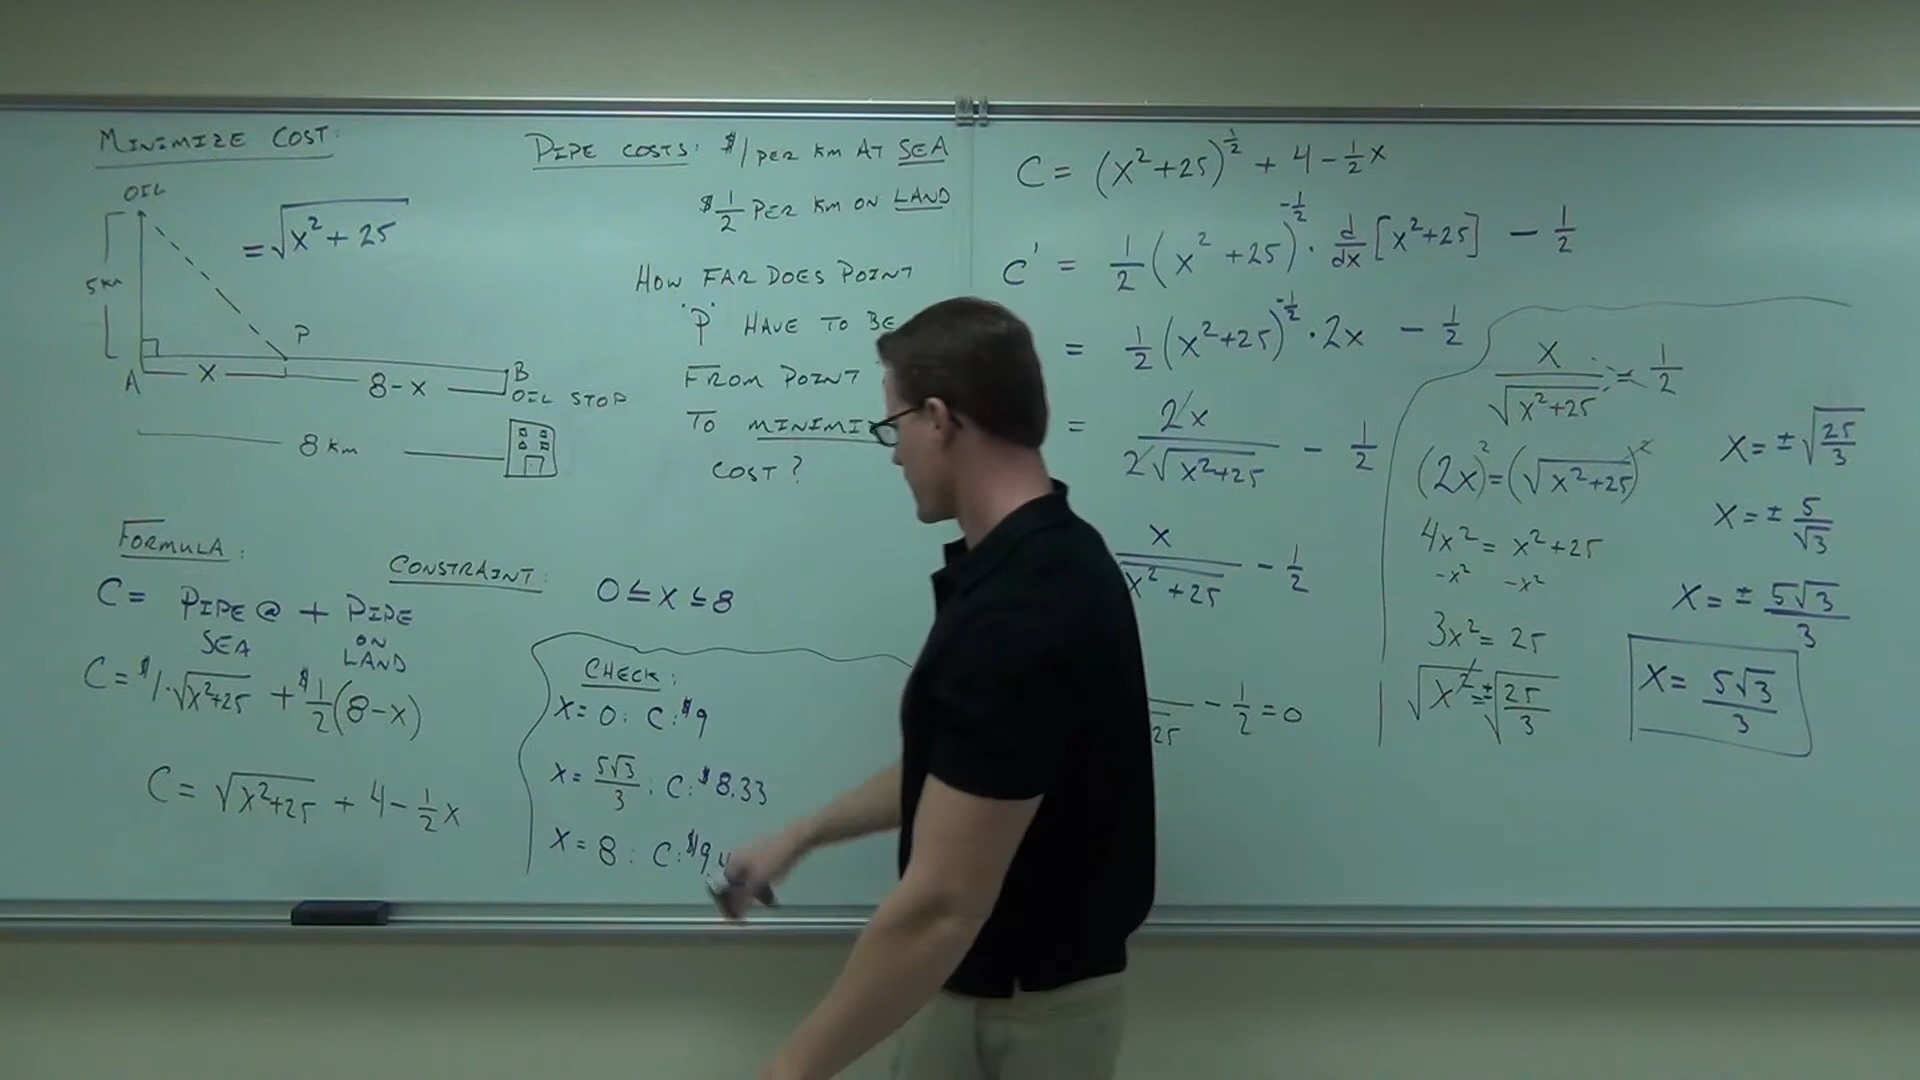 MINIMIZE COST:
OIL
= √(x² + 25)
5 km
P
A
x
8-x
B
OIL STOP
8 km
PIPE COSTS: $1 PER KM AT SEA
$1/2 PER KM ON LAND
HOW FAR DOES POINT
"P" HAVE TO BE
FROM POINT
TO
COST?
FORMULA:
C = PIPE @ SEA + PIPE ON LAND
C = $1·√(x²+25) + $1/2(8-x)
C = √(x²+25) + 4 - 1/2x
CONSTRAINT: 0 ≤ x ≤ 8
CHECK:
x = 0: C: $9
x = 5√3/3 : C: $8.33
x = 8 : C: $9.4
C = (x²+25)^(1/2) + 4 - 1/2x
C' = 1/2(x² + 25)^(-1/2) · d/dx[x²+25] - 1/2
= 1/2(x²+25)^(-1/2) · 2x - 1/2
= 2x/(2√(x²+25)) - 1/2
x/(x²+25) - 1/2
25 - 1/2 = 0
x/√(x²+25) = 1/2
(2x)² = (√(x²+25))²
4x² = x²+25
-x² -x²
3x² = 25
√x² = ±√(25/3)
x = ±√(25/3)
x = ± 5/√3
x = ± 5√3/3
x = 5√3/3